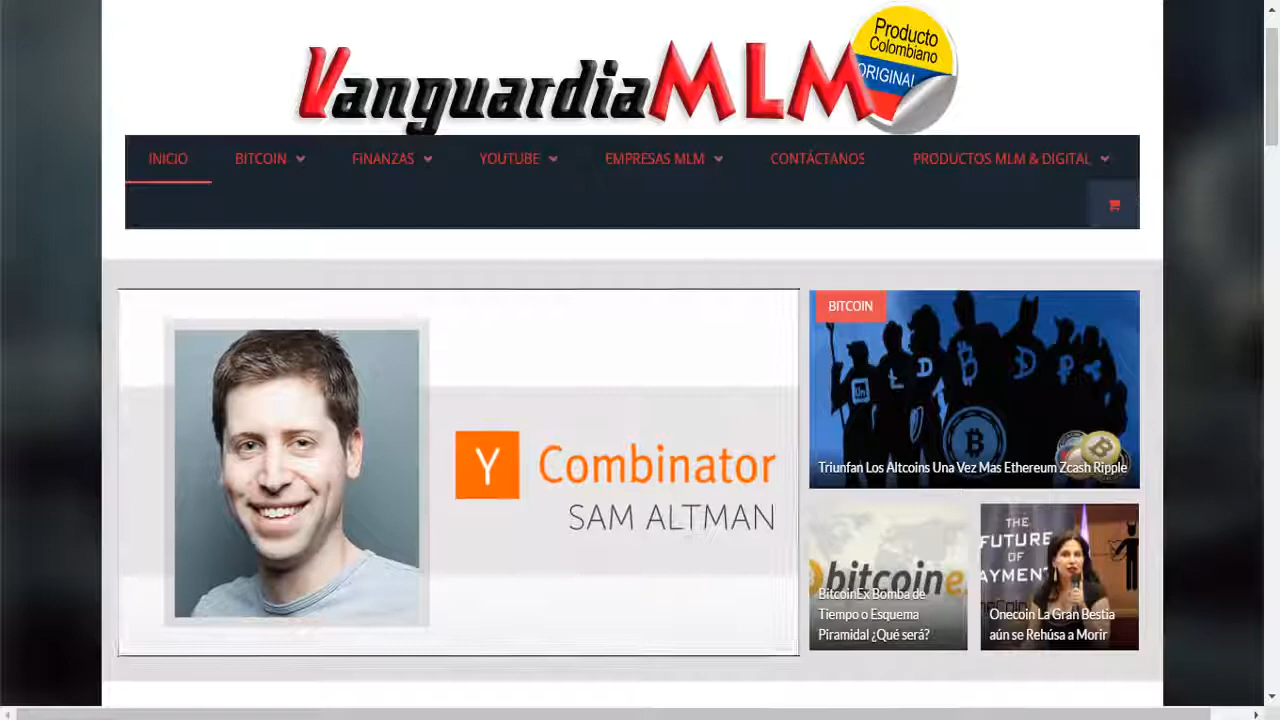 VanguardiaMLM
Producto
Colombiano
ORIGINAL
INICIO
BITCOIN
FINANZAS
YOUTUBE
EMPRESAS MLM
CONTÁCTANOS
PRODUCTOS MLM & DIGITAL
Y Combinator
SAM ALTMAN
BITCOIN
Triunfan Los Altcoins Una Vez Mas Ethereum Zcash Ripple
bitcoine
BitcoinEx Bomba de
Tiempo o Esquema
Piramidal ¿Qué será?
THE
FUTURE
OF
PAYMENT
Onecoin La Gran Bestia
aún se Rehúsa a Morir